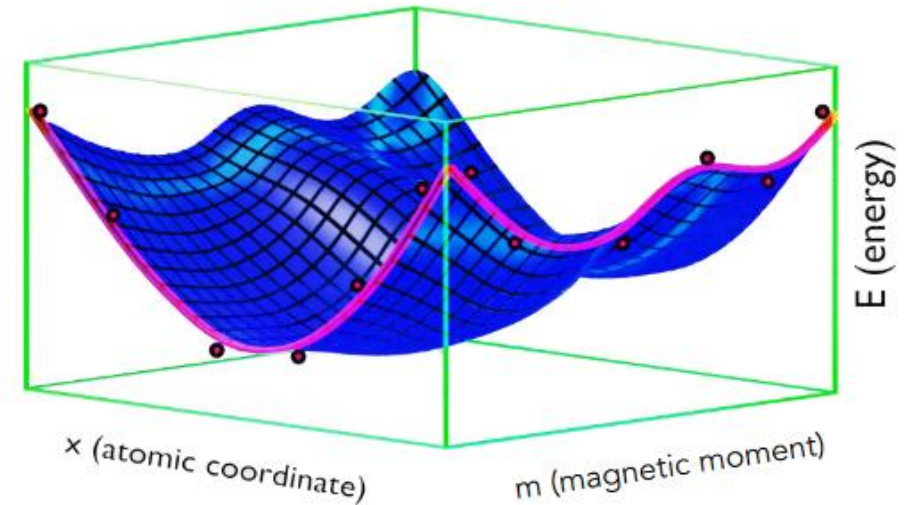 E (energy)
x (atomic coordinate)
m (magnetic moment)